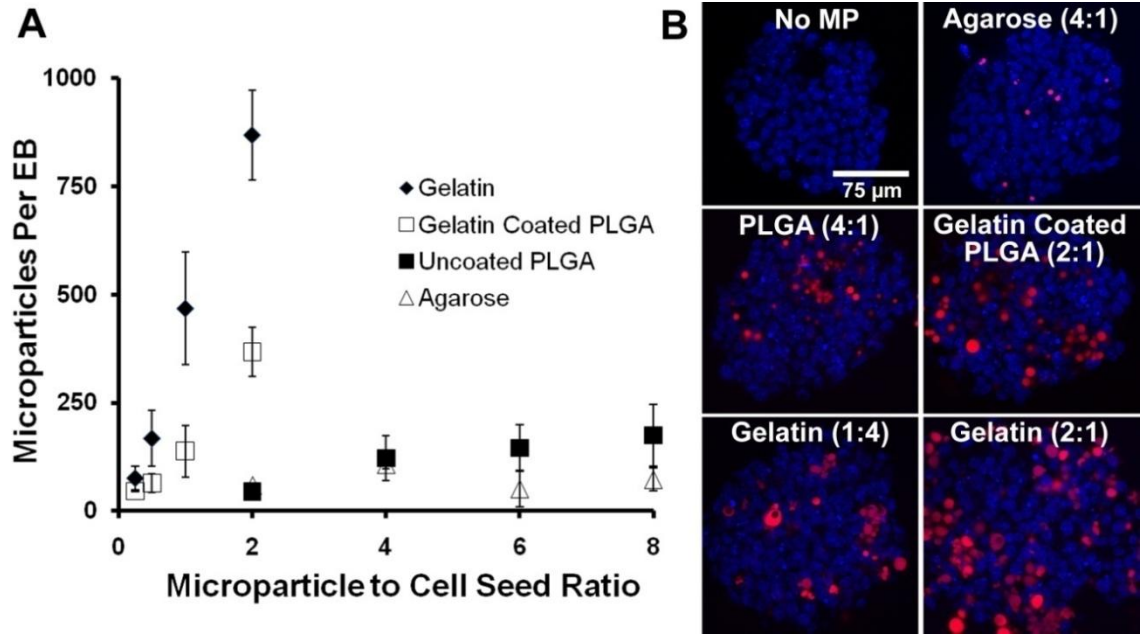 A
1000
750
500
250
0
0
2
4
6
8
Microparticles Per EB
Microparticle to Cell Seed Ratio
Gelatin
Gelatin Coated PLGA
Uncoated PLGA
Agarose
B
No MP
75 µm
Agarose (4:1)
PLGA (4:1)
Gelatin Coated
PLGA (2:1)
Gelatin (1:4)
Gelatin (2:1)